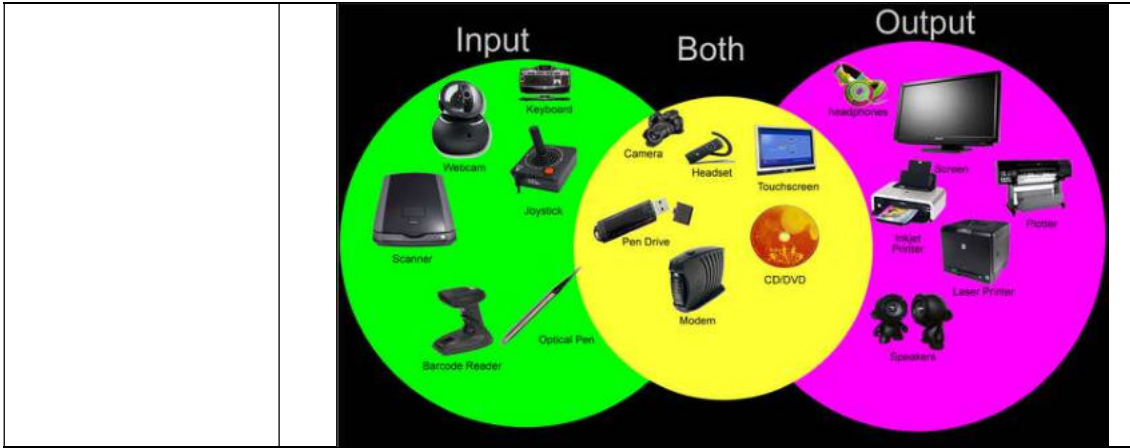 Input
Both
Output
Keyboard
Webcam
Joystick
Scanner
Optical Pen
Barcode Reader
Camera
Headset
Touchscreen
Pen Drive
CD/DVD
Modem
headphones
Screen
Plotter
Inkjet
Printer
Laser Printer
Speakers